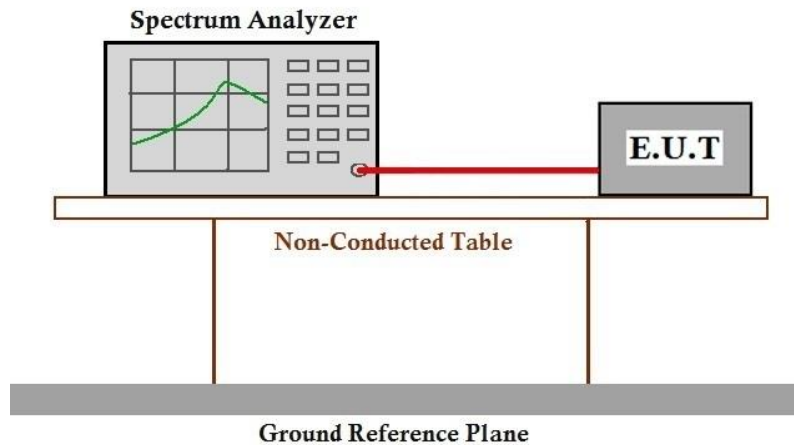 Spectrum Analyzer
E.U.T
Non-Conducted Table
Ground Reference Plane